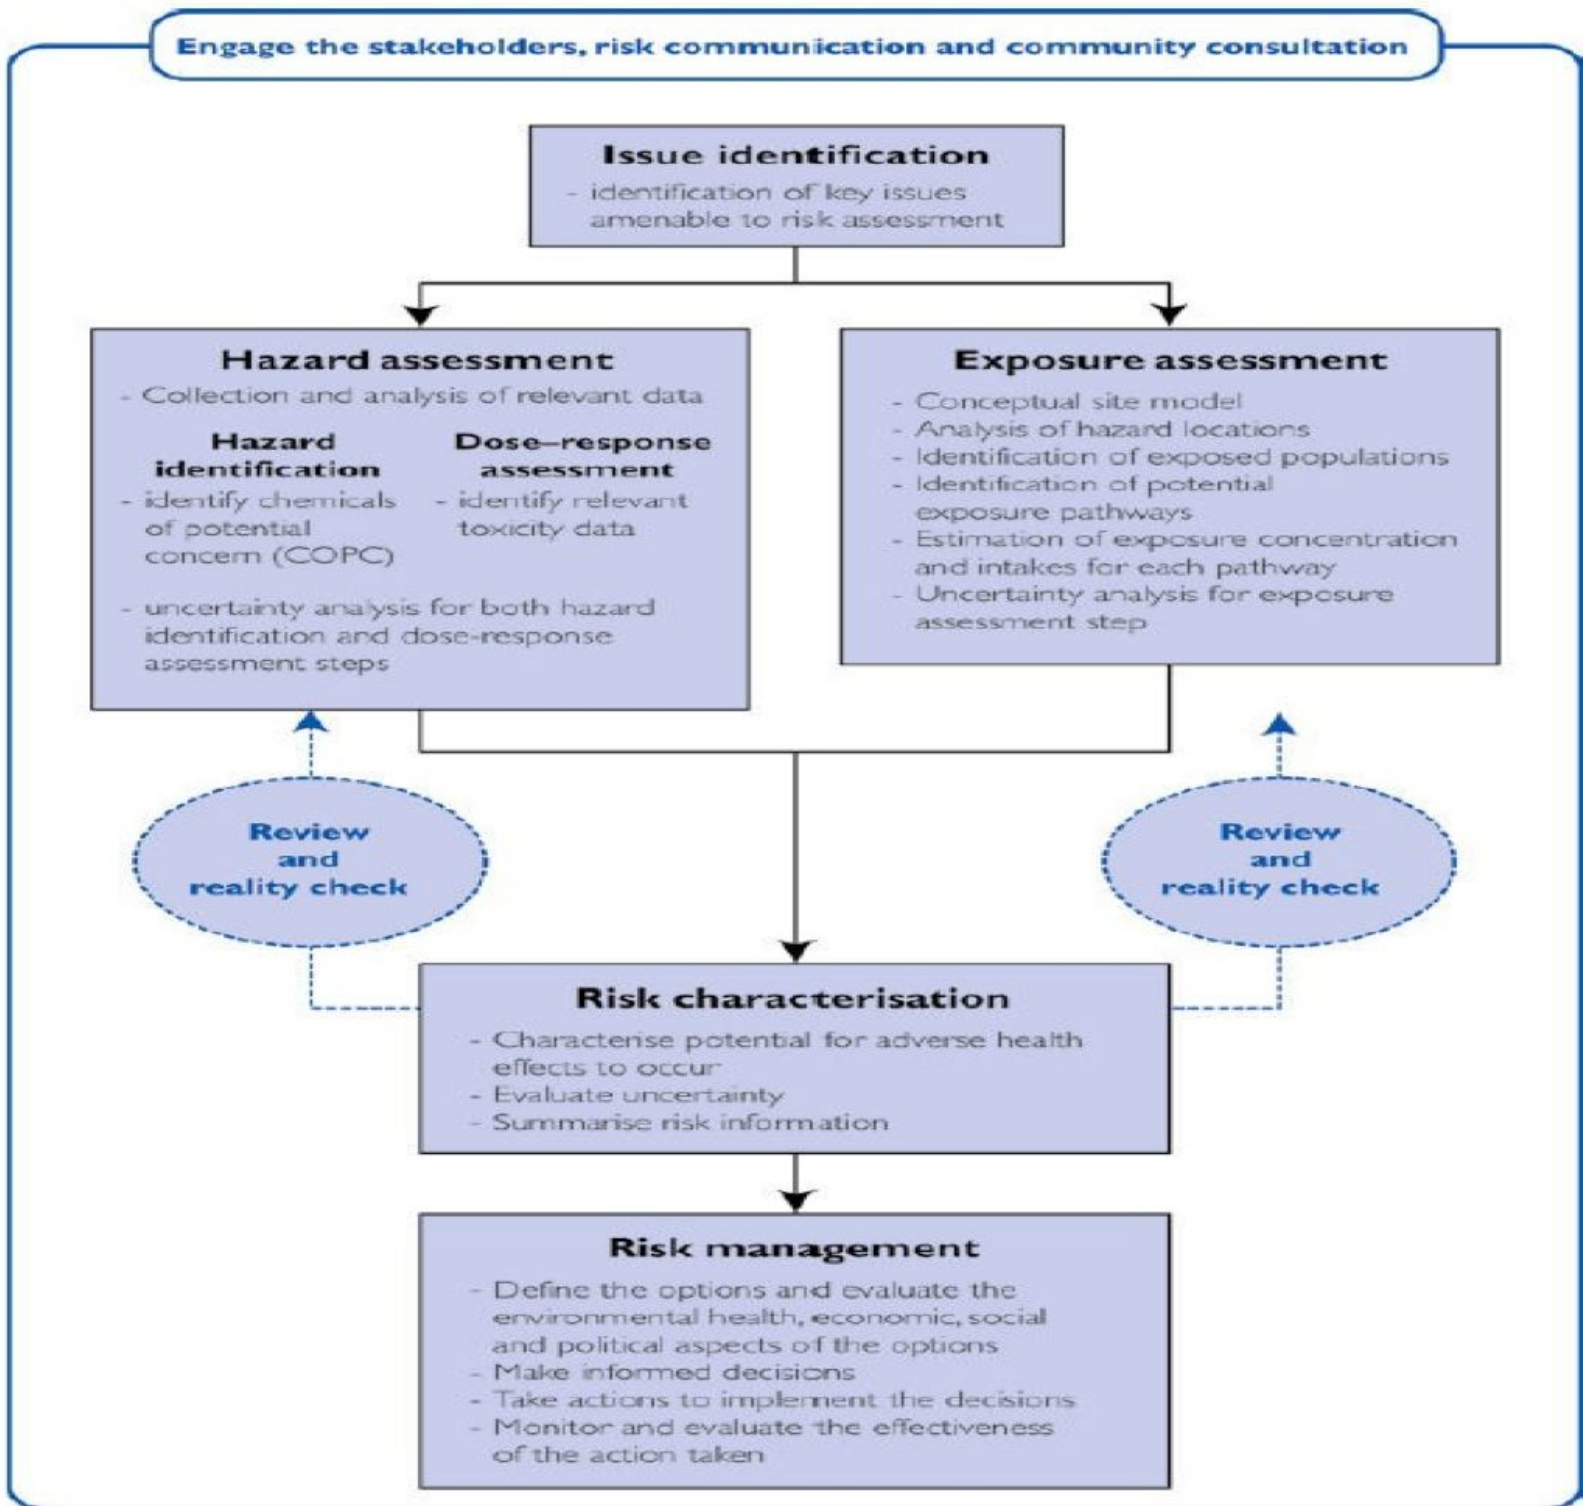 Engage the stakeholders, risk communication and community consultation
Issue identification
- identification of key issues
amenable to risk assessment
Hazard assessment
- Collection and analysis of relevant data
Hazard
identification
- identify chemicals
of potential
concern (COPC)
Dose–response
assessment
- identify relevant
toxicity data
- uncertainty analysis for both hazard
identification and dose-response
assessment steps
Exposure assessment
- Conceptual site model
- Analysis of hazard locations
- Identification of exposed populations
- Identification of potential
exposure pathways
- Estimation of exposure concentration
and intakes for each pathway
- Uncertainty analysis for exposure
assessment step
Review
and
reality check
Review
and
reality check
Risk characterisation
- Characterise potential for adverse health
effects to occur
- Evaluate uncertainty
- Summarise risk information
Risk management
- Define the options and evaluate the
environmental health, economic, social
and political aspects of the options
- Make informed decisions
- Take actions to implement the decisions
- Monitor and evaluate the effectiveness
of the action taken